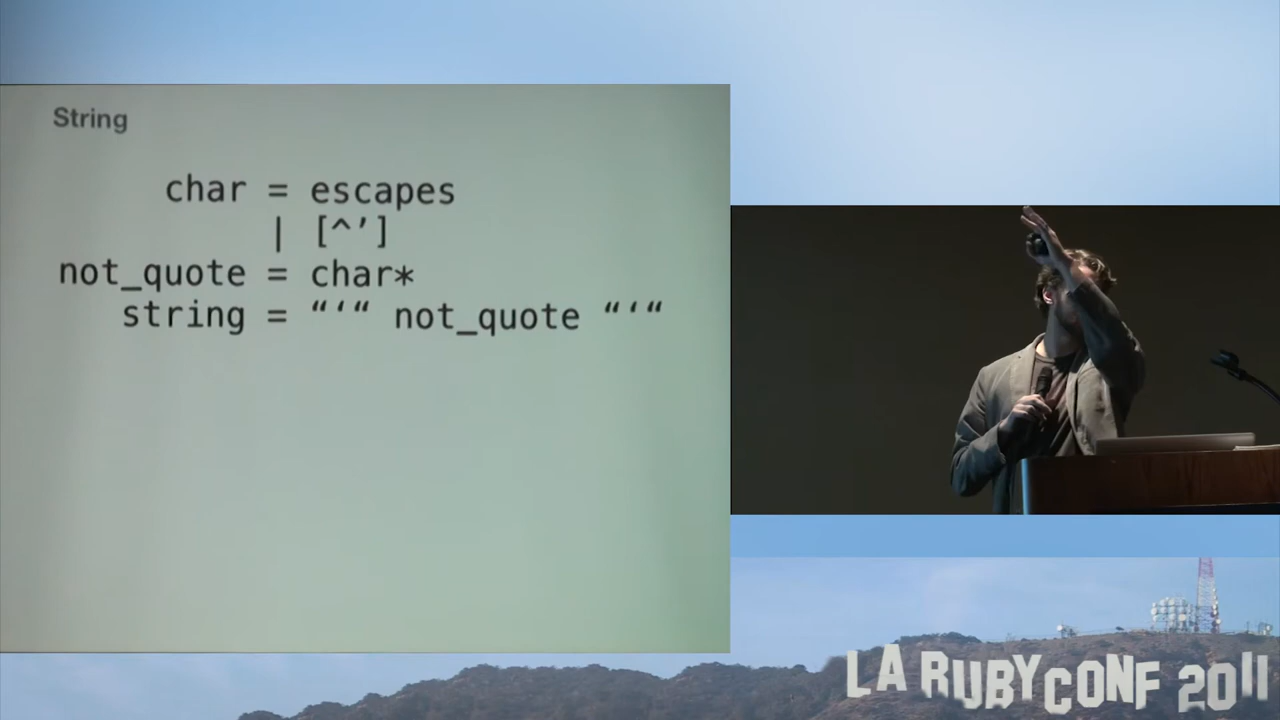 String
char = escapes
| [^’]
not_quote = char*
string = “‘“ not_quote “‘“
LA RUBYCONF 2011